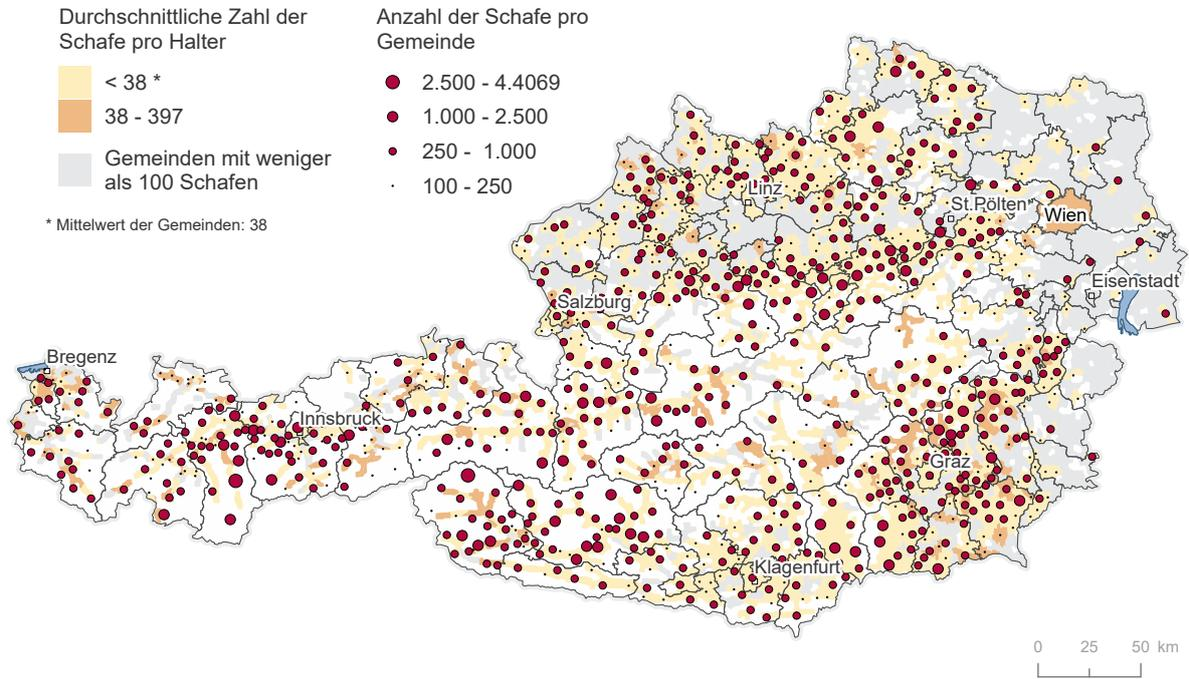 Durchschnittliche Zahl der
Schafe pro Halter
< 38 *
38 - 397
Gemeinden mit weniger
als 100 Schafen
* Mittelwert der Gemeinden: 38
Anzahl der Schafe pro
Gemeinde
2.500 - 4.4069
1.000 - 2.500
250 - 1.000
100 - 250
Linz
St.Pölten
Wien
Eisenstadt
Salzburg
Bregenz
Innsbruck
Graz
Klagenfurt
0 25 50 km